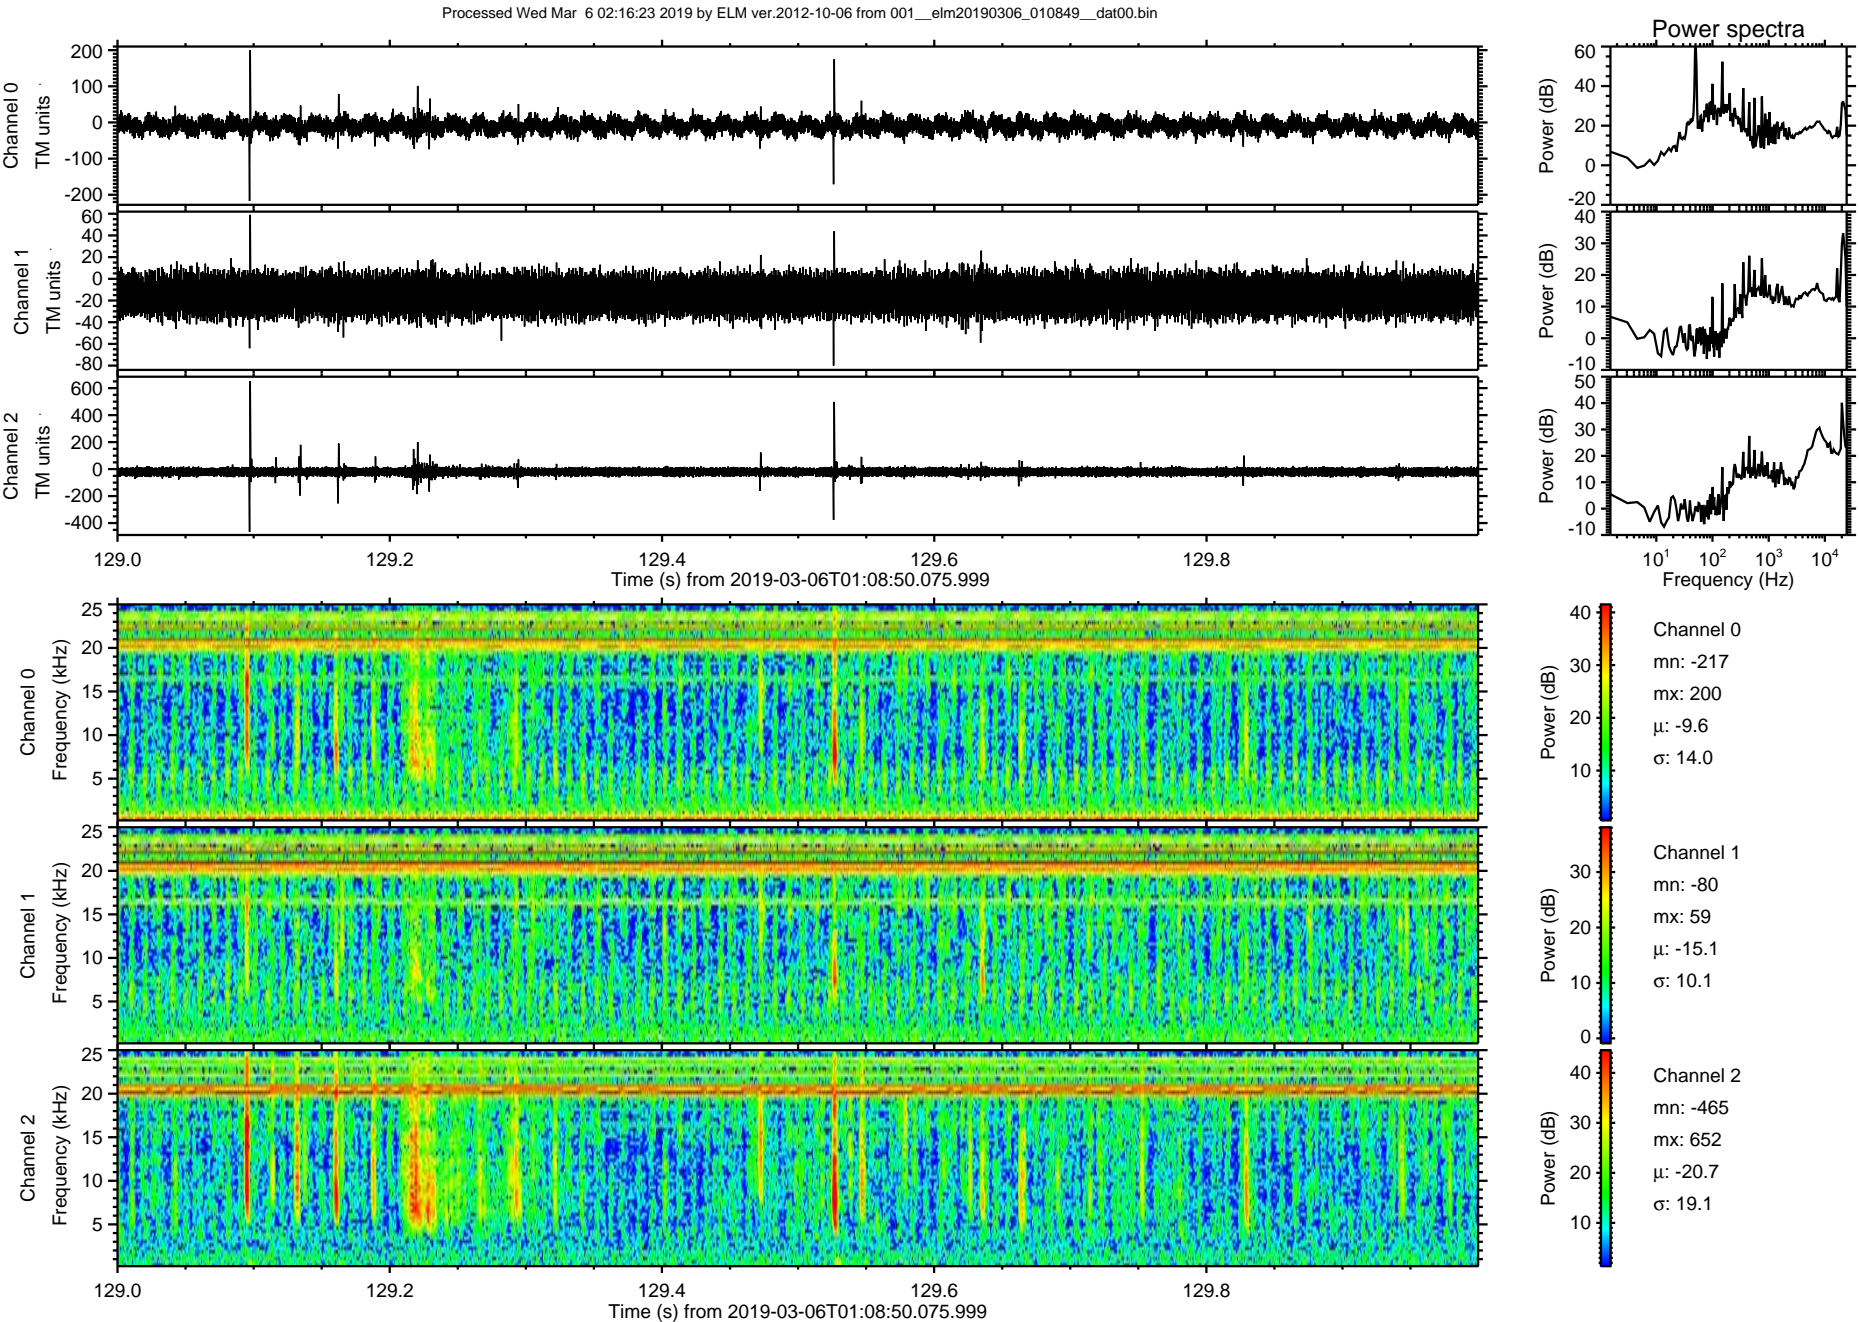 Processed Wed Mar  6 02:16:23 2019 by ELM ver.2012-10-06 from 001__elm20190306_010849__dat00.bin
Power spectra
Channel 0
TM units
200
100
0
-100
-200
Power (dB)
60
40
20
0
-20
Channel 1
TM units
60
40
20
0
-20
-40
-60
-80
Power (dB)
40
30
20
10
0
-10
Channel 2
TM units
600
400
200
0
-200
-400
Power (dB)
50
40
30
20
10
0
-10
129.0 129.2 129.4 129.6 129.8
Time (s) from 2019-03-06T01:08:50.075.999
10¹ 10² 10³ 10⁴
Frequency (Hz)
Channel 0
Frequency (kHz)
25
20
15
10
5
Power (dB)
40
30
20
10
Channel 0
mn: -217
mx: 200
μ: -9.6
σ: 14.0
Channel 1
Frequency (kHz)
25
20
15
10
5
Power (dB)
30
20
10
0
Channel 1
mn: -80
mx: 59
μ: -15.1
σ: 10.1
Channel 2
Frequency (kHz)
25
20
15
10
5
Power (dB)
40
30
20
10
Channel 2
mn: -465
mx: 652
μ: -20.7
σ: 19.1
129.0 129.2 129.4 129.6 129.8
Time (s) from 2019-03-06T01:08:50.075.999